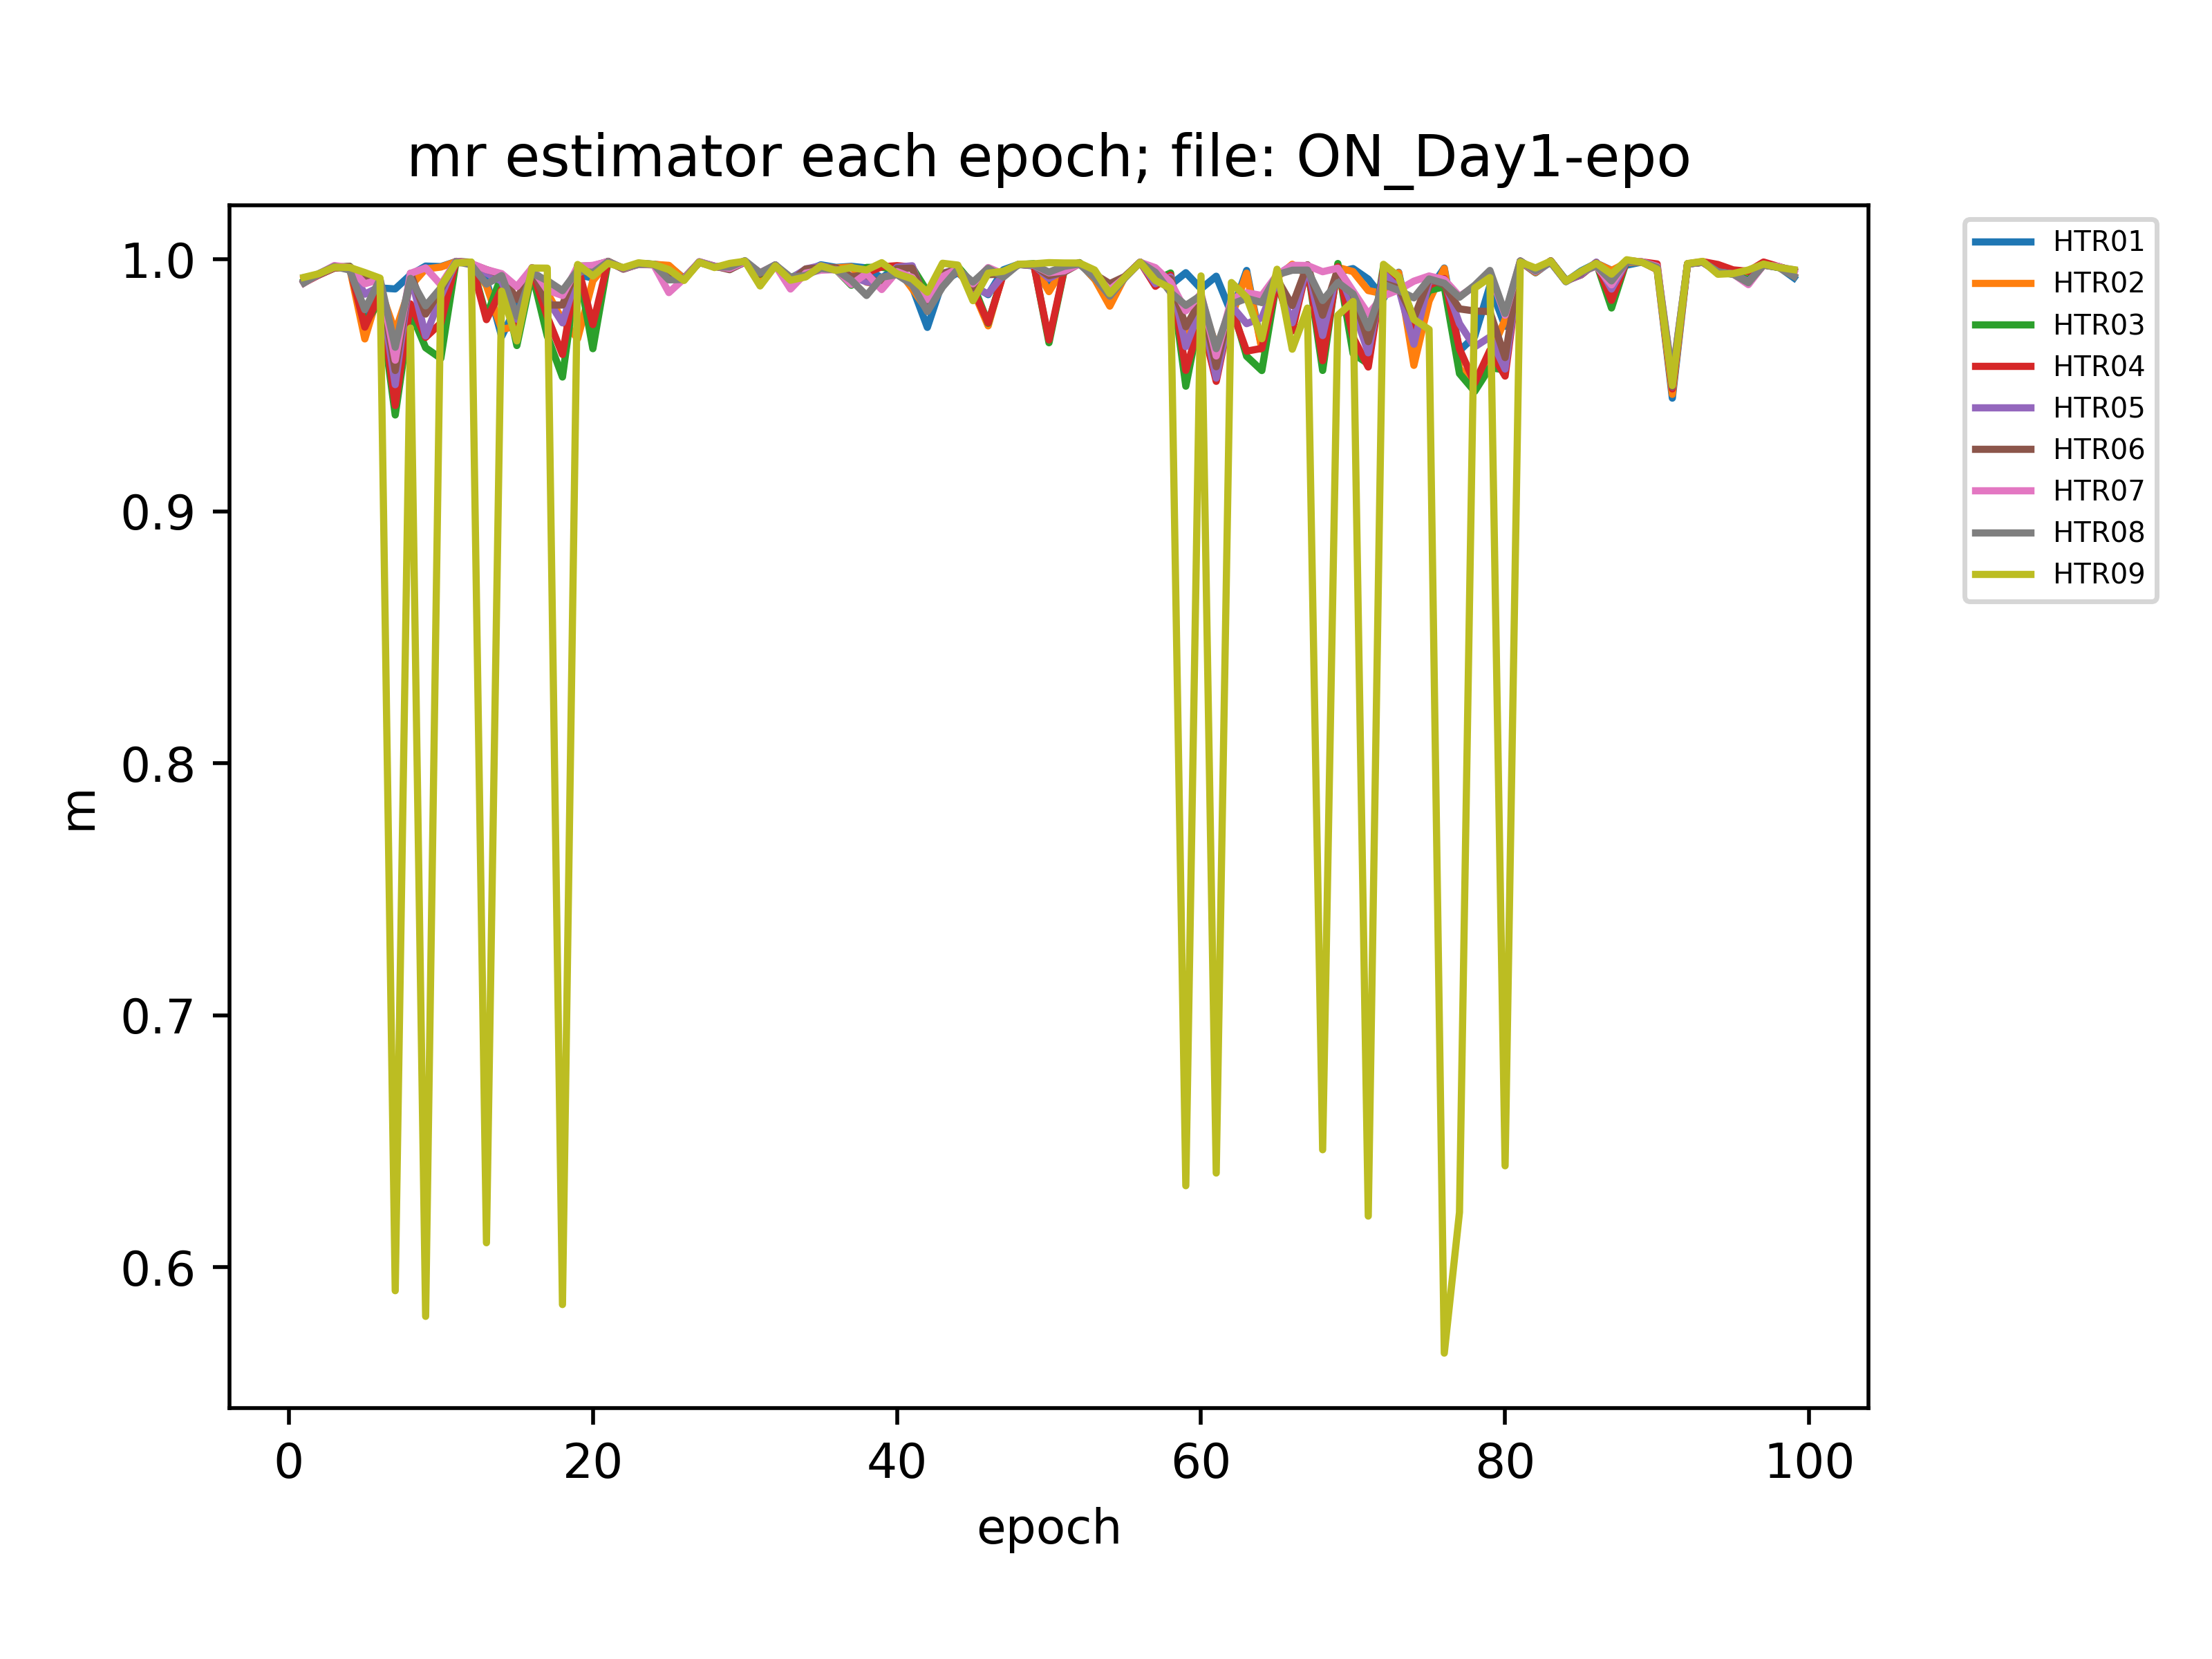 mr estimator each epoch; file: ON_Day1-epo
1.0
0.9
0.8
0.7
0.6
m
0
20
40
60
80
100
epoch
HTR01
HTR02
HTR03
HTR04
HTR05
HTR06
HTR07
HTR08
HTR09